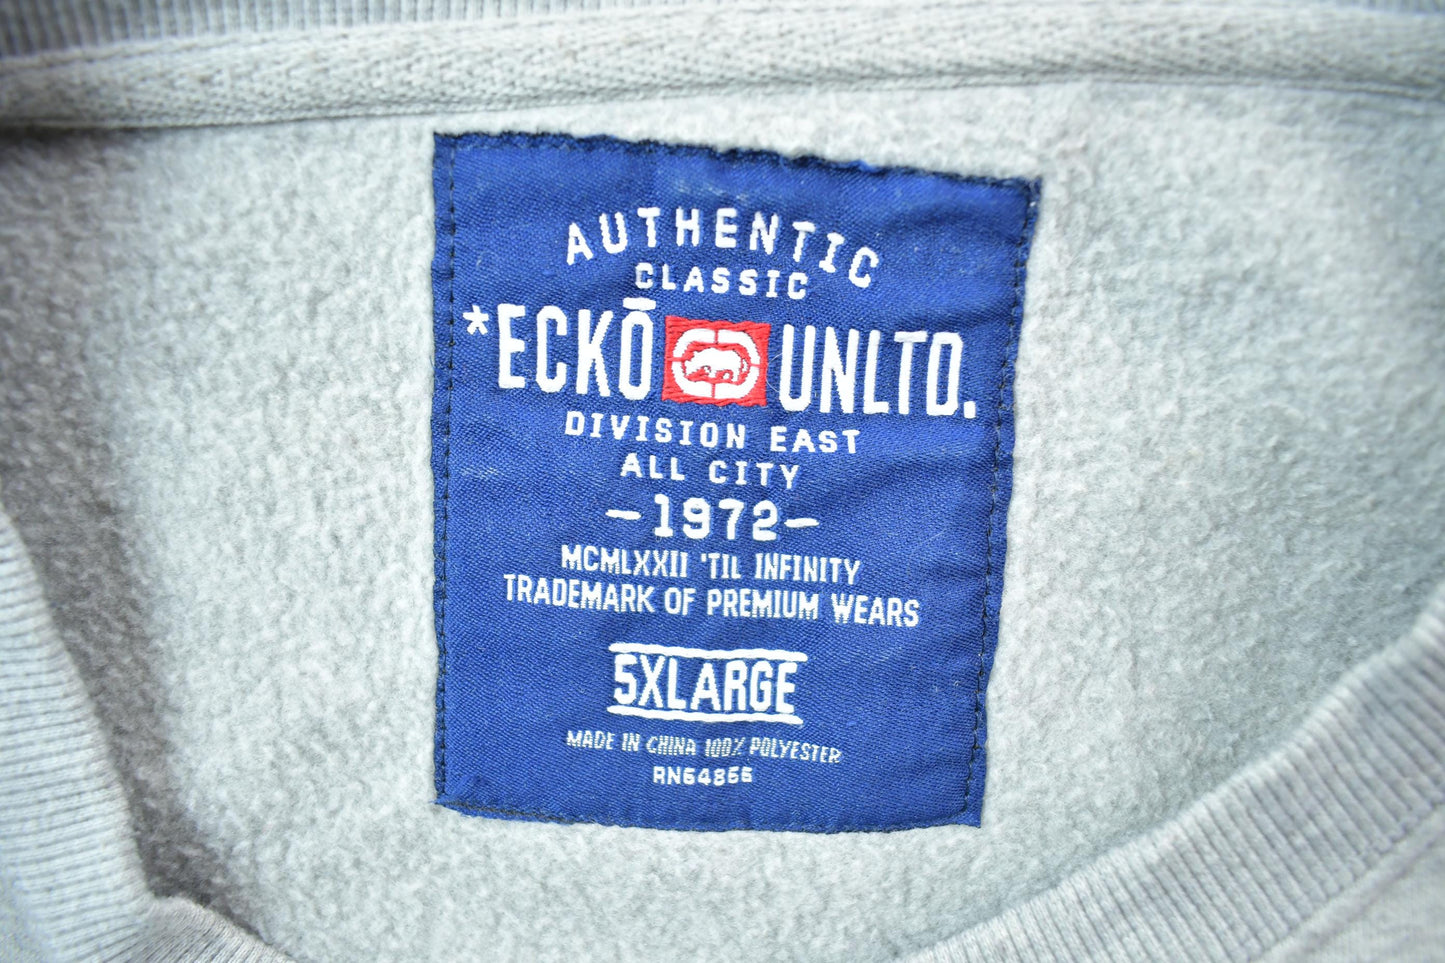 AUTHENTIC
CLASSIC
*ECKŌ UNLTD.
DIVISION EAST
ALL CITY
-1972-
MCMLXXII 'TIL INFINITY
TRADEMARK OF PREMIUM WEARS
5XLARGE
MADE IN CHINA 100% POLYESTER
RN64866